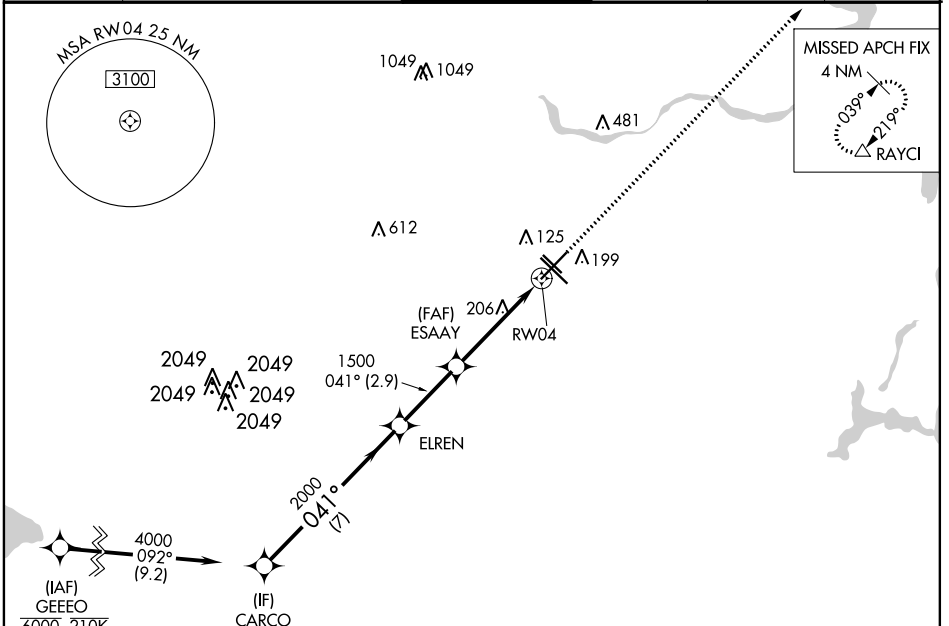 MSA RW04 25 NM
3100
1049
1049
481
MISSED APCH FIX
4 NM
039°
219°
RAYCI
612
125
199
206
(FAF)
ESAAY
RW04
1500
041° (2.9)
2049
2049
2049
2049
2049
ELREN
2000
041°
(7)
4000
092°
(9.2)
(IAF)
GEEEO
6000 210K
(IF)
CARCO